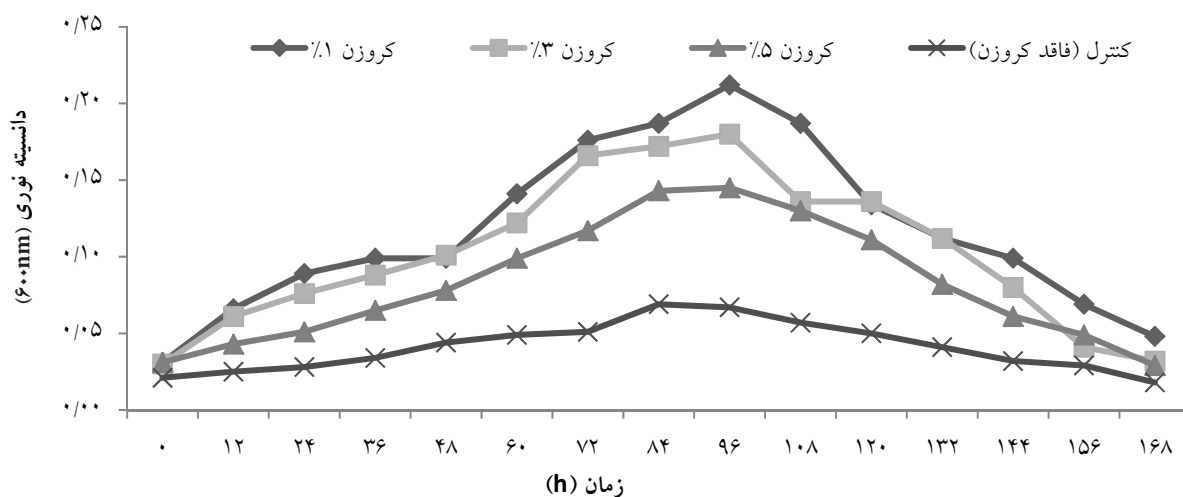 ۰/۲۵
۰/۲۰
۰/۱۵
۰/۱۰
۰/۰۵
۰/۰۰
دانسیته نوری (۶۰۰nm)
کروزن ۱٪
کروزن ۳٪
کروزن ۵٪
کنترل (فاقد کروزن)
۰ ۱۲ ۲۴ ۳۶ ۴۸ ۶۰ ۷۲ ۸۴ ۹۶ ۱۰۸ ۱۲۰ ۱۳۲ ۱۴۴ ۱۵۶ ۱۶۸
زمان (h)